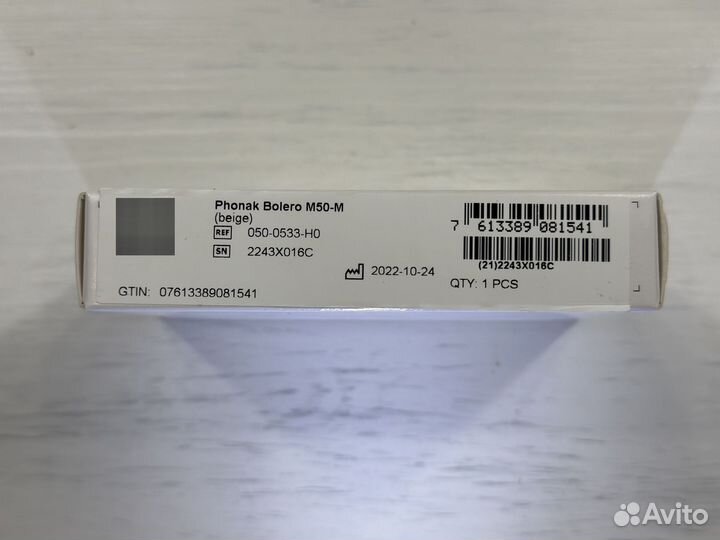 Phonak Bolero M50-M
(beige)
REF 050-0533-H0
SN 2243X016C
2022-10-24
GTIN: 07613389081541
7 613389 081541
(21)2243X016C
QTY: 1 PCS
Avito